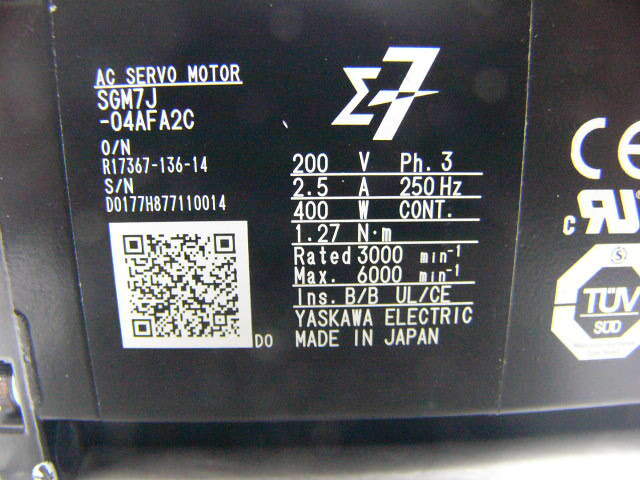 AC SERVO MOTOR
SGM7J
-04AFA2C
O/N
R17367-136-14
S/N
D0177H877110014
DO
Σ7
200 V Ph. 3
2.5 A 250 Hz
400 W CONT.
1.27 N·m
Rated 3000 min⁻¹
Max. 6000 min⁻¹
Ins. B/B UL/CE
YASKAWA ELECTRIC
MADE IN JAPAN
CE
c RU
S
TÜV
SÜD